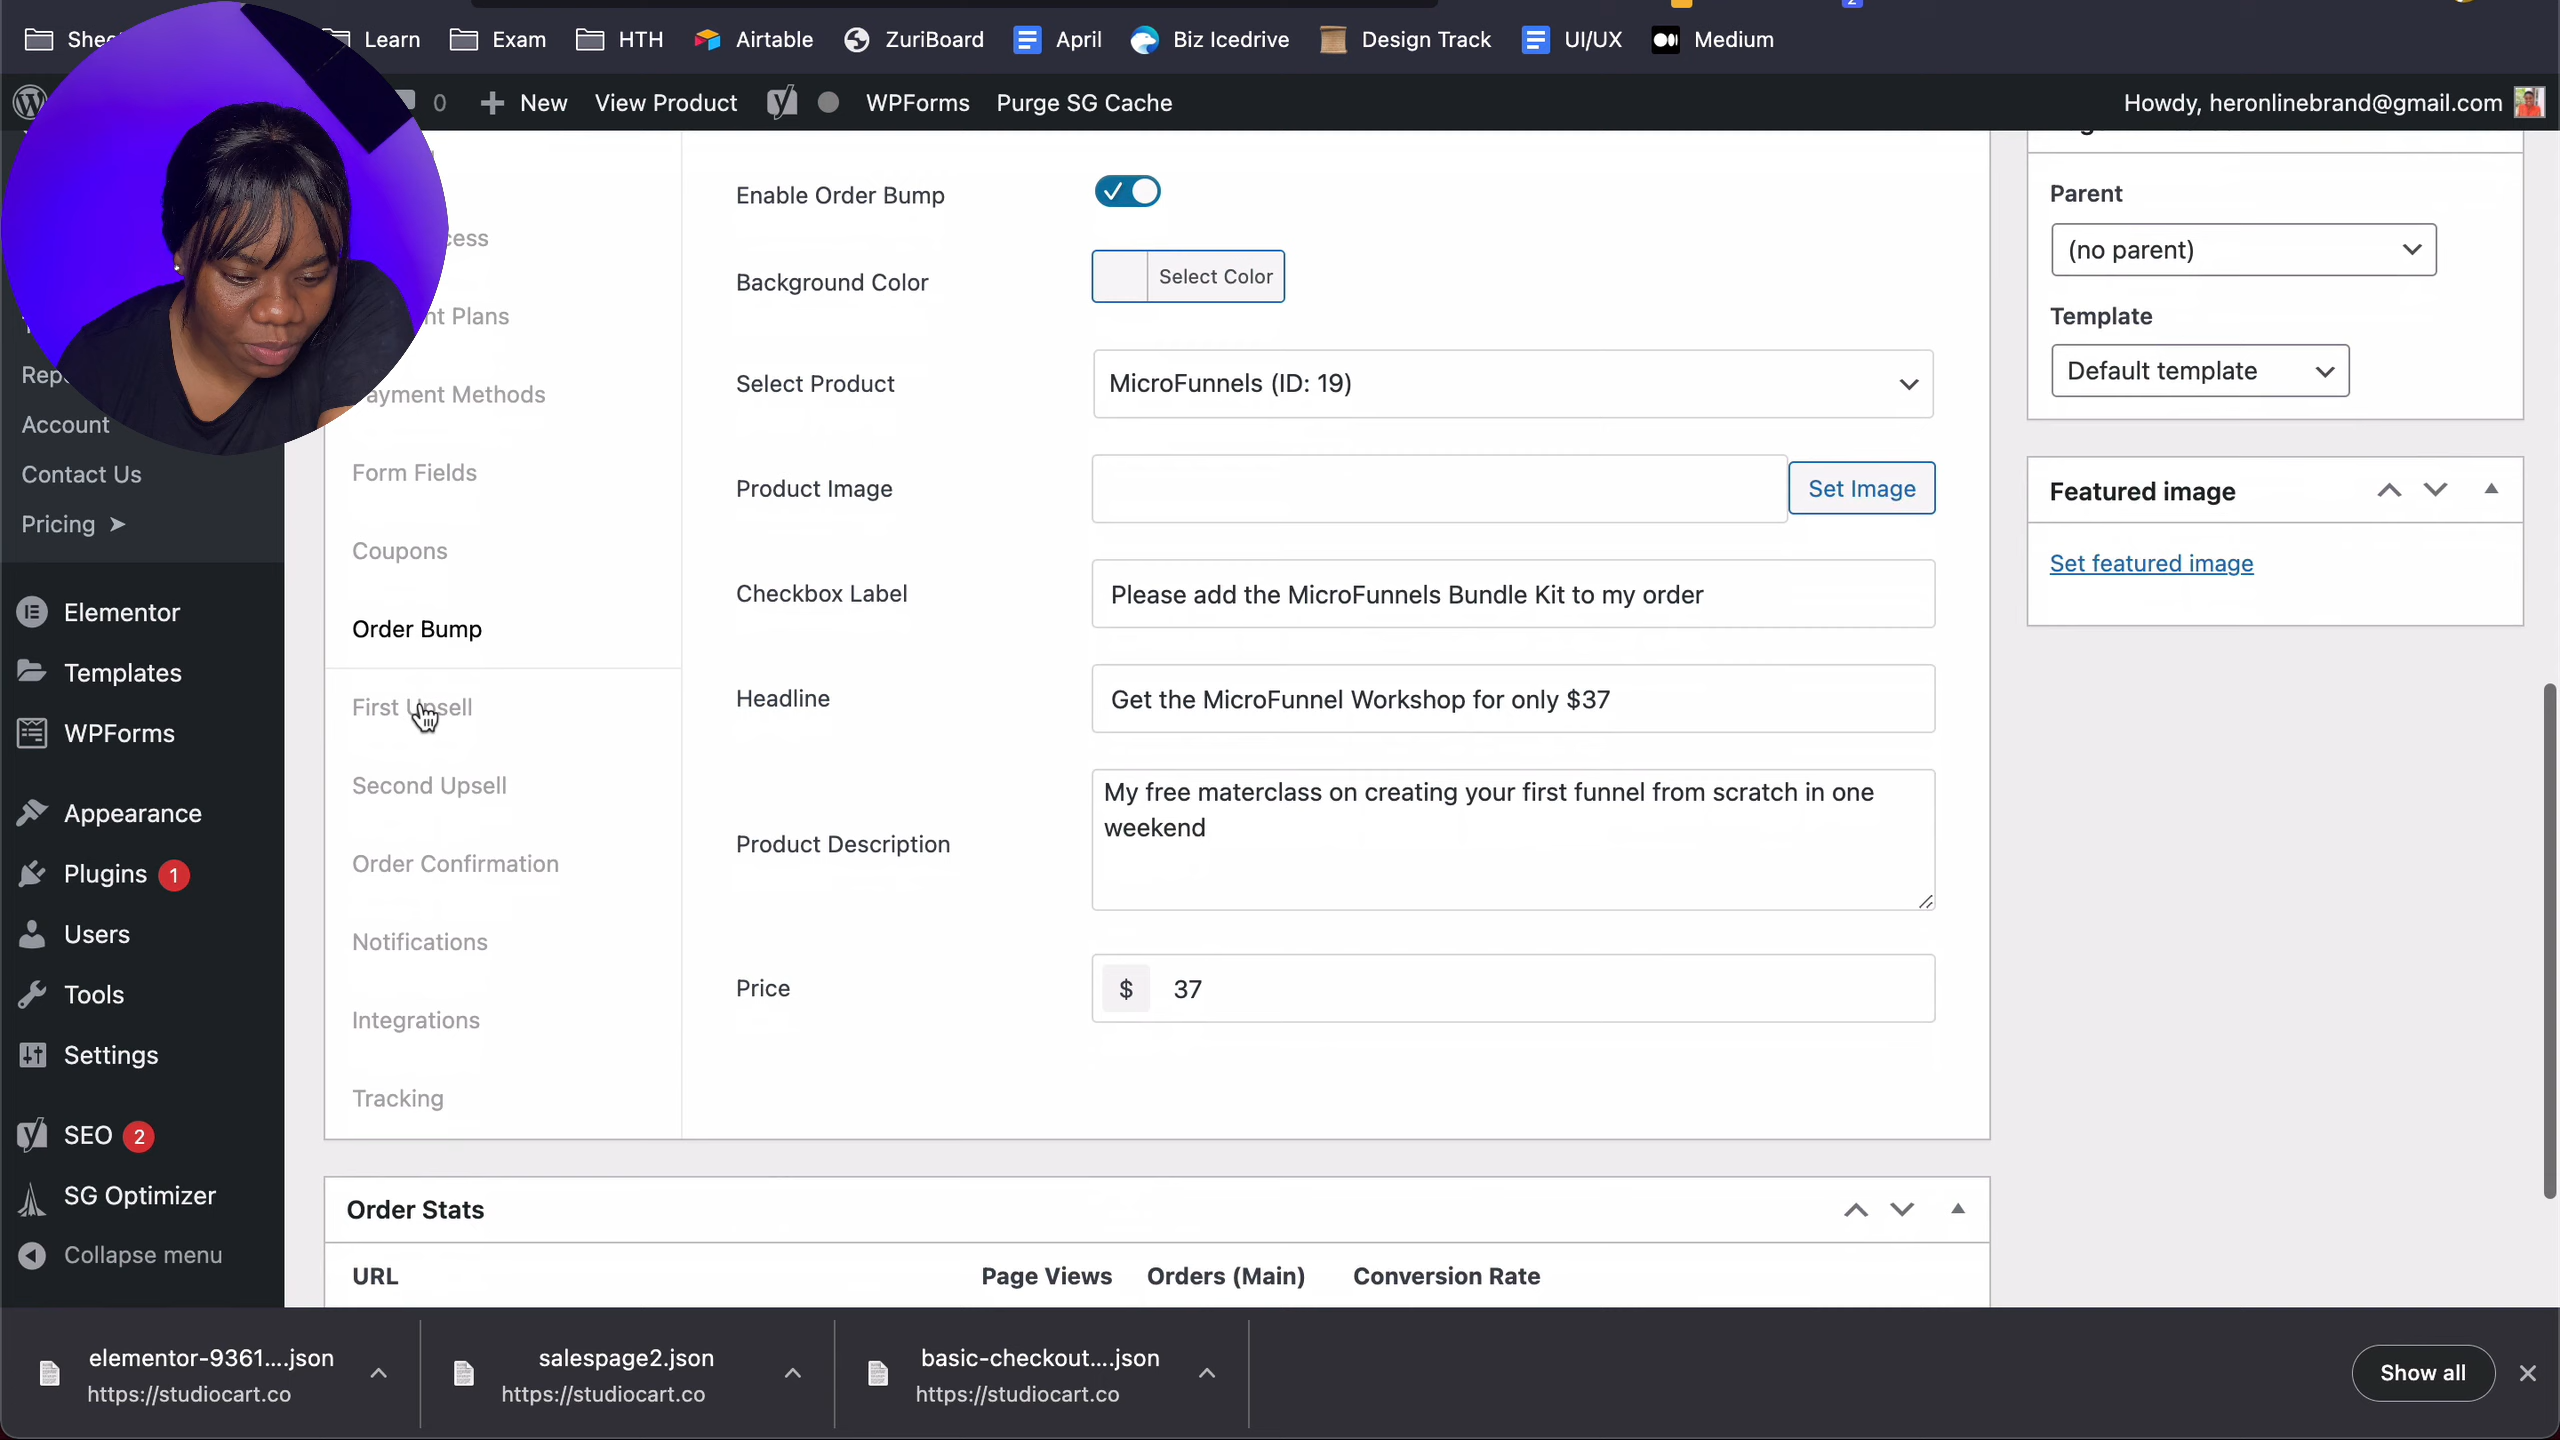 Learn
Exam
HTH
Airtable
ZuriBoard
April
Biz Icedrive
Design Track
UI/UX
Medium
0
New
View Product
WPForms
Purge SG Cache
Howdy, heronlinebrand@gmail.com
Account
Contact Us
Pricing ➤
Elementor
Templates
WPForms
Appearance
Plugins 1
Users
Tools
Settings
SEO 2
SG Optimizer
Collapse menu
Plans
Payment Methods
Form Fields
Coupons
Order Bump
First Upsell
Second Upsell
Order Confirmation
Notifications
Integrations
Tracking
Enable Order Bump
Background Color
Select Color
Select Product
MicroFunnels (ID: 19)
Product Image
Set Image
Checkbox Label
Please add the MicroFunnels Bundle Kit to my order
Headline
Get the MicroFunnel Workshop for only $37
Product Description
My free materclass on creating your first funnel from scratch in one
weekend
Price
$ 37
Parent
(no parent)
Template
Default template
Featured image
Set featured image
Order Stats
URL
Page Views
Orders (Main)
Conversion Rate
elementor-9361....json
https://studiocart.co
salespage2.json
https://studiocart.co
basic-checkout....json
https://studiocart.co
Show all